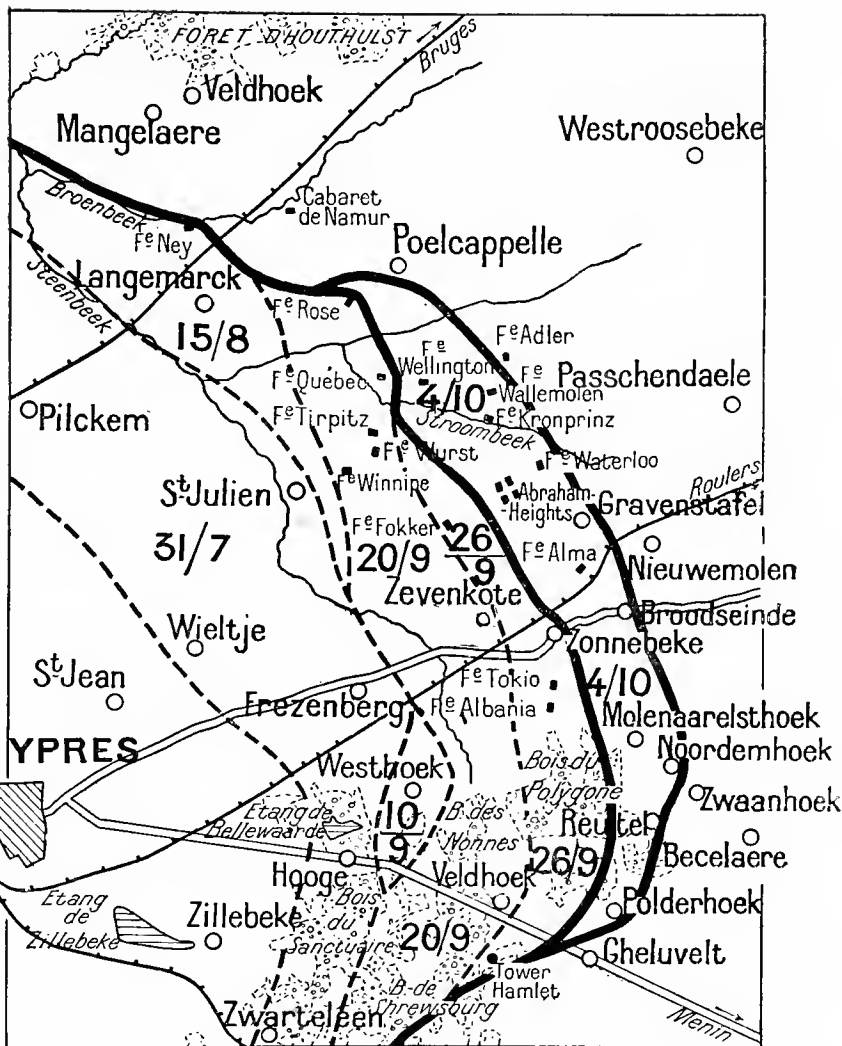 FORET D'HOUTHULST
Bruges
Veldhoek
Mangelaere
Westroosebeke
Broenbeek
Cabaret
de Namur
Fe Ney
Poelcappelle
Steenbeek
Langemarck
15/8
Fe Rose
Fe Adler
Fe
Wellington
Fe
Wallemolen
Fe Québec
4/10
Passchendaele
Pilckem
Fe Tirpitz
Stroombeek
Fe Kronprinz
Fe Wurst
Fe Waterloo
Fe Winnipe
St Julien
Abraham-
Heights
Roulers
Gravenstafel
31/7
Fe Fokker
20/9
26
9
Fe Alma
Nieuwemolen
Zevenkote
Broodseinde
Wieltje
Zonnebeke
St Jean
Fe Tokio
4/10
Frezenberg
Fe Albania
Molenaarelsthoek
YPRES
Noordemhoek
Westhoek
Bois du
Polygone
Zwaanhoek
Etang de
Bellewaarde
10
9
B. des
Nonnes
Reutel
26/9
Becelaere
Hooge
Veldhoek
Polderhoek
Etang
de
Zillebeke
Zillebeke
Bois
du
Sanctuaire
20/9
Gheluvelt
Tower
Hamlet
B. de
Shrewsburg
Zwarteleen
Menin